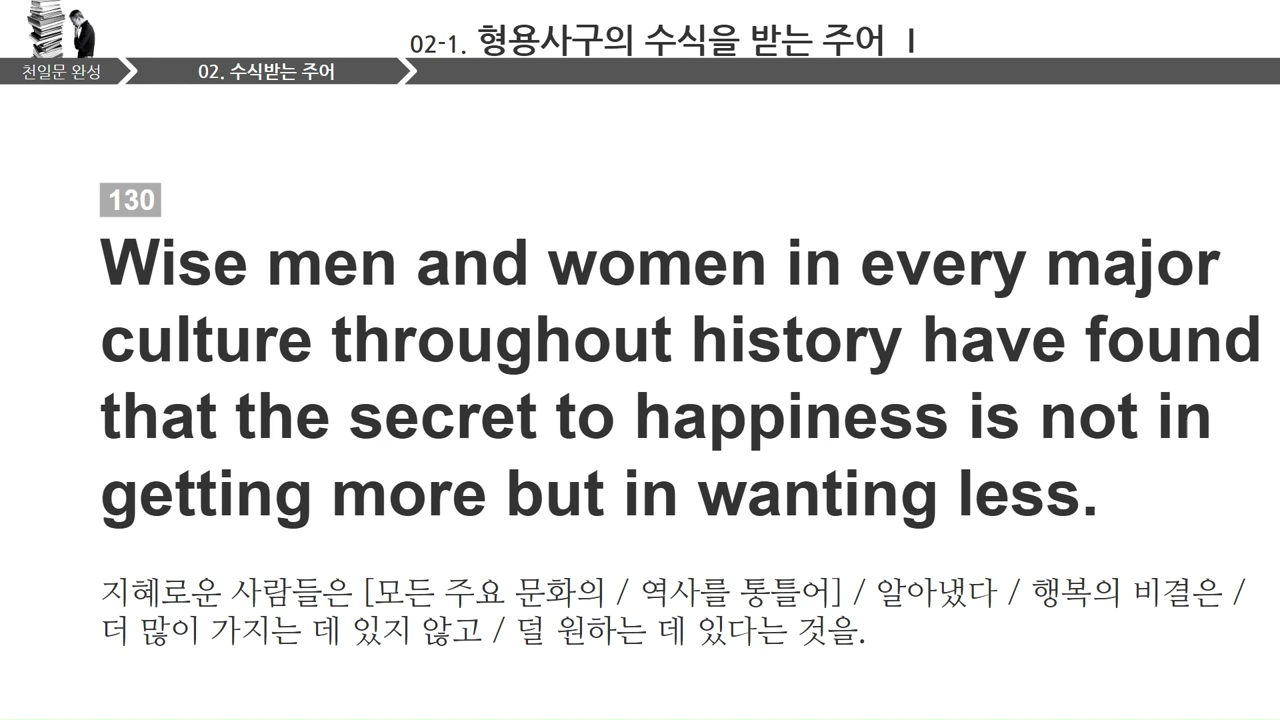 02-1. 형용사구의 수식을 받는 주어 Ⅰ
천일문 완성
02. 수식받는 주어
130
Wise men and women in every major
culture throughout history have found
that the secret to happiness is not in
getting more but in wanting less.
지혜로운 사람들은 [모든 주요 문화의 / 역사를 통틀어] / 알아냈다 / 행복의 비결은 /
더 많이 가지는 데 있지 않고 / 덜 원하는 데 있다는 것을.